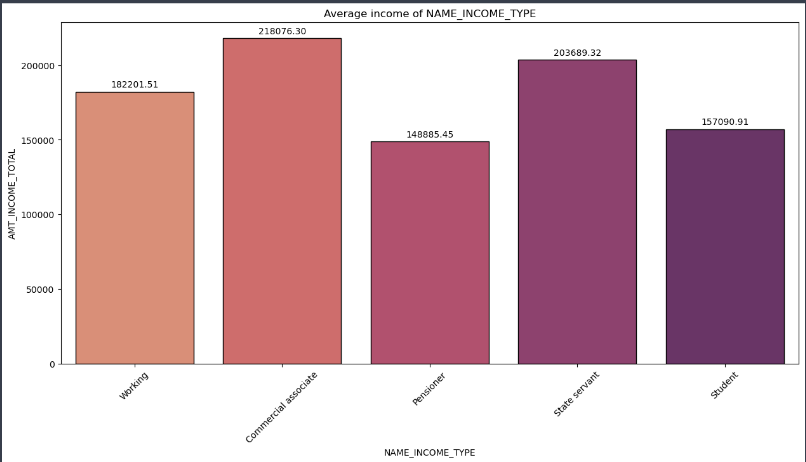 Average income of NAME_INCOME_TYPE
218076.30
203689.32
182201.51
157090.91
148885.45
200000
150000
100000
50000
0
AMT_INCOME_TOTAL
Working
Commercial associate
Pensioner
State servant
Student
NAME_INCOME_TYPE